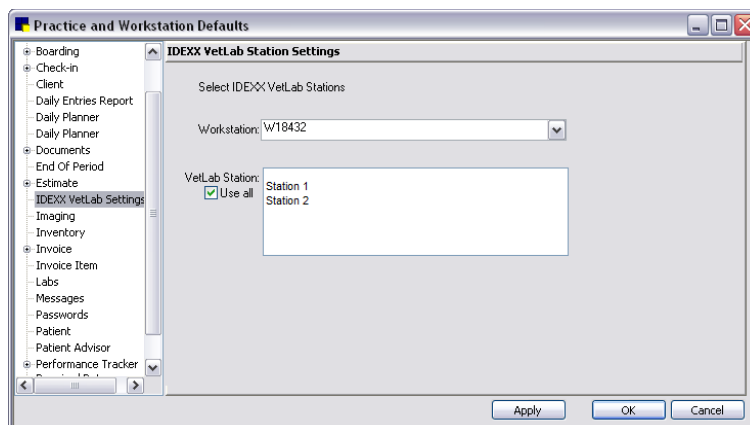 Practice and Workstation Defaults
Boarding
Check-in
Client
Daily Entries Report
Daily Planner
Daily Planner
Documents
End Of Period
Estimate
IDEXX VetLab Settings
Imaging
Inventory
Invoice
Invoice Item
Labs
Messages
Passwords
Patient
Patient Advisor
Performance Tracker
IDEXX VetLab Station Settings
Select IDEXX VetLab Stations
Workstation: W18432
VetLab Station:
Use all
Station 1
Station 2
Apply
OK
Cancel